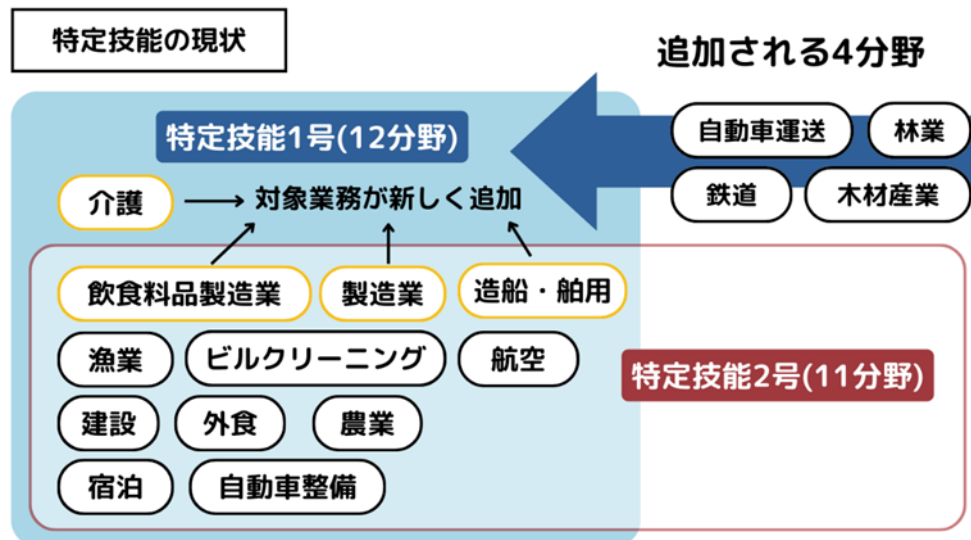 特定技能の現状
追加される4分野
特定技能1号(12分野)
自動車運送
林業
鉄道
木材産業
介護
対象業務が新しく追加
飲食料品製造業
製造業
造船・舶用
漁業
ビルクリーニング
航空
特定技能2号(11分野)
建設
外食
農業
宿泊
自動車整備